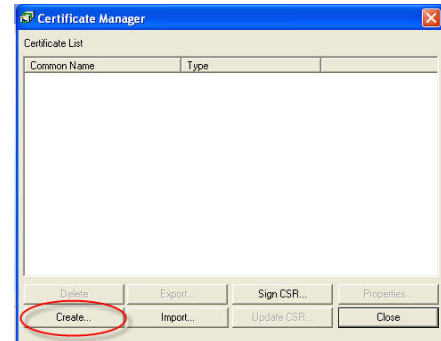 Certificate Manager
Certificate List
Common Name Type
Delete Export... Sign CSR... Properties...
Create... Import... Update CSR... Close